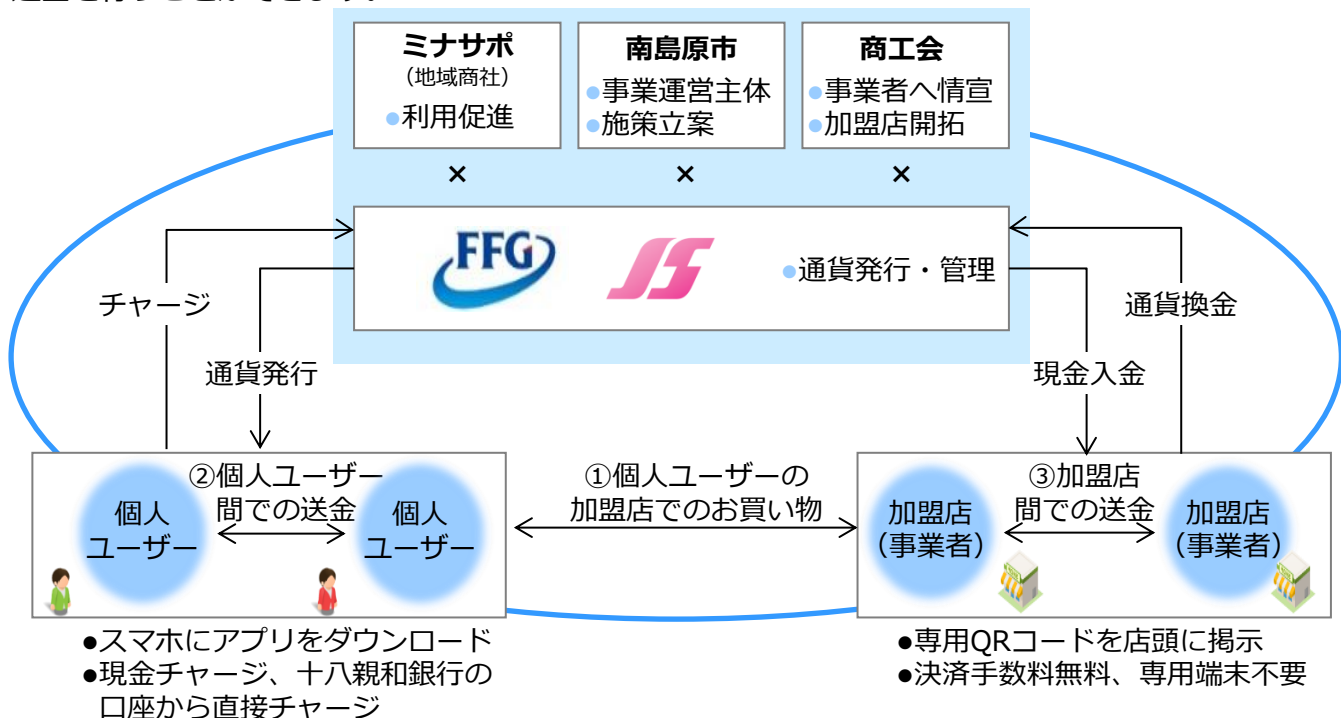 ミナサポ
(地域商社)
●利用促進
南島原市
●事業運営主体
●施策立案
商工会
●事業者へ情宣
●加盟店開拓
×
×
×
FFG
●通貨発行・管理
チャージ
通貨発行
通貨換金
現金入金
②個人ユーザー
間での送金
個人
ユーザー
個人
ユーザー
①個人ユーザーの
加盟店でのお買い物
③加盟店
間での送金
加盟店
(事業者)
加盟店
(事業者)
●スマホにアプリをダウンロード
●現金チャージ、十八親和銀行の
口座から直接チャージ
●専用QRコードを店頭に掲示
●決済手数料無料、専用端末不要